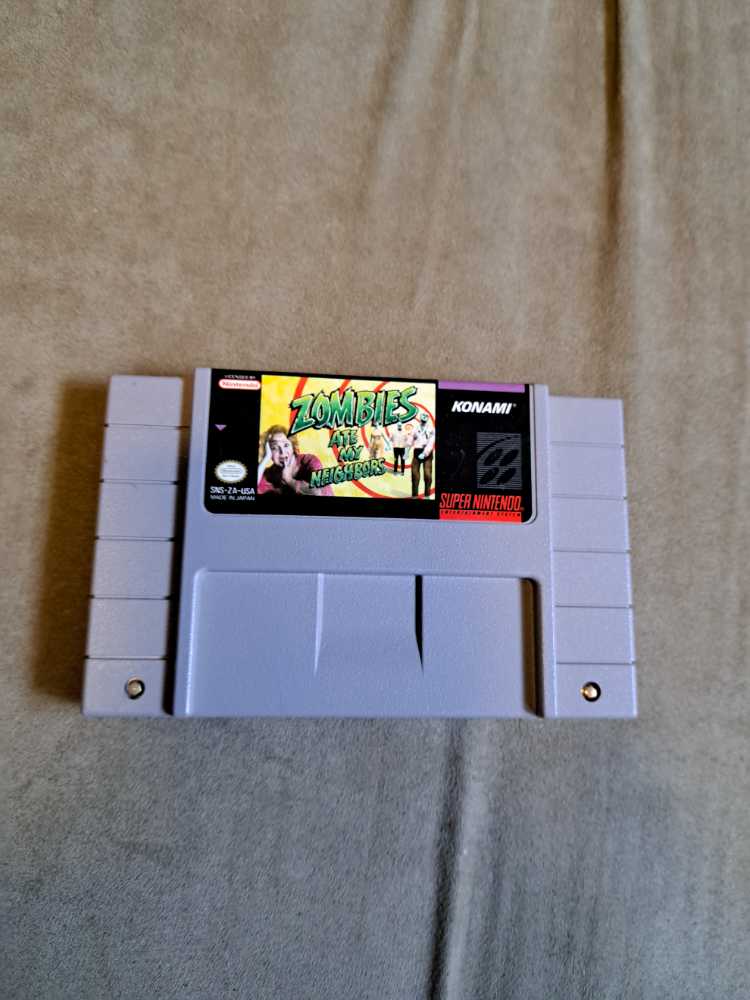 LICENSED BY
Nintendo
SNS-ZA-USA
MADE IN JAPAN
ZOMBIES
ATE
MY
NEIGHBORS
KONAMI®
SUPER NINTENDO
ENTERTAINMENT SYSTEM